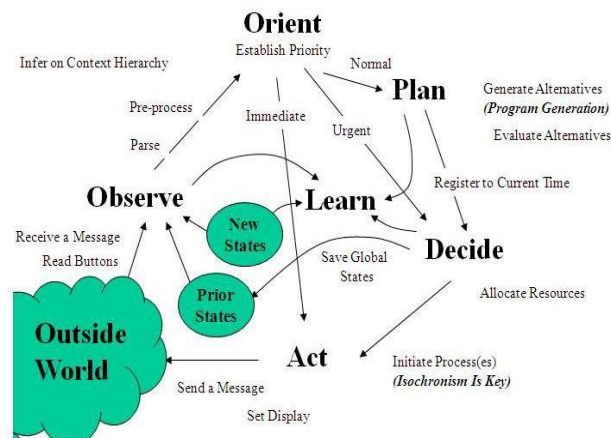 Orient
Establish Priority
Infer on Context Hierarchy
Normal
Plan
Generate Alternatives
(Program Generation)
Pre-process
Immediate
Urgent
Evaluate Alternatives
Parse
Register to Current Time
Observe
Learn
New
States
Receive a Message
Read Buttons
Save Global
States
Decide
Prior
States
Allocate Resources
Outside
World
Act
Initiate Process(es)
(Isochronism Is Key)
Send a Message
Set Display